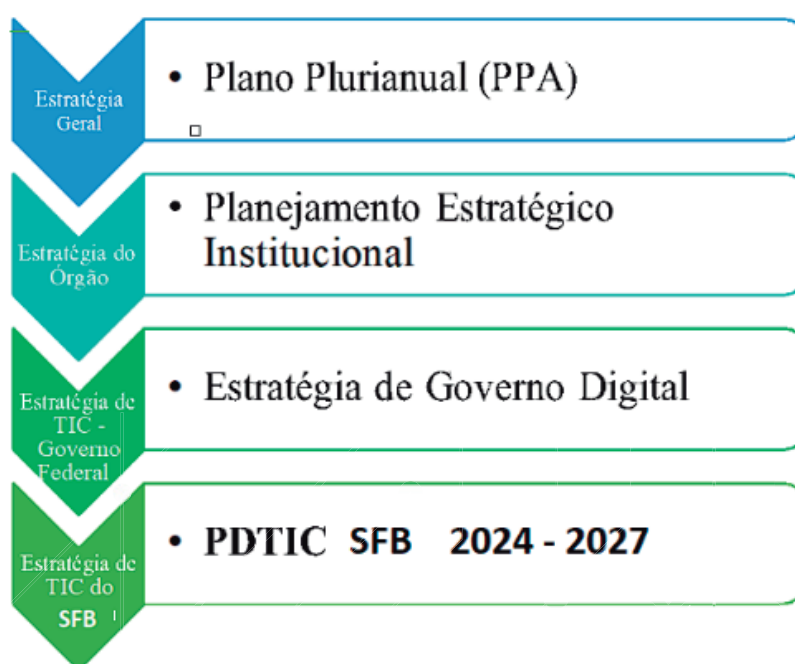 Estratégia
Geral
• Plano Plurianual (PPA)
Estratégia do
Órgão
• Planejamento Estratégico
Institucional
Estratégia de
TIC -
Governo
Federal
• Estratégia de Governo Digital
Estratégia de
TIC do
SFB
• PDTIC SFB 2024 - 2027